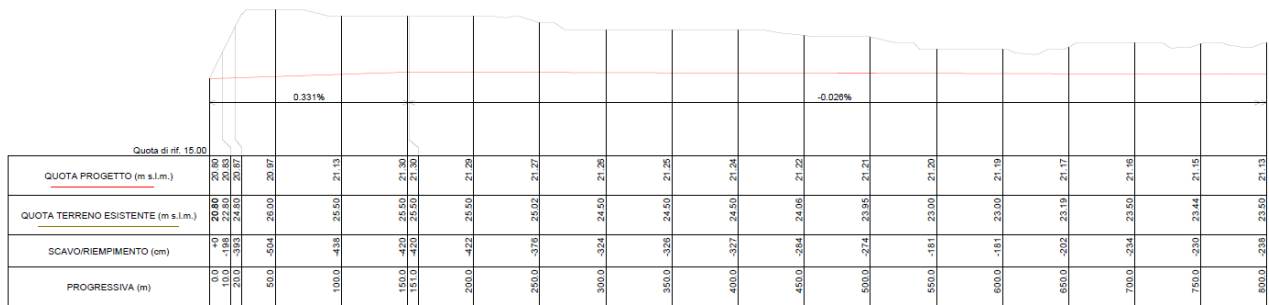 0.331%
-0.026%
Quota di rif. 15.00
QUOTA PROGETTO (m s.l.m.) 20.80 20.83 20.87 20.97 21.13 21.30 21.30 21.29 21.27 21.26 21.25 21.24 21.22 21.21 21.20 21.19 21.17 21.16 21.15 21.13
QUOTA TERRENO ESISTENTE (m s.l.m.) 20.80 22.80 24.80 26.00 25.50 25.50 25.50 25.50 25.02 24.50 24.50 24.50 24.06 23.95 23.00 23.00 23.19 23.50 23.44 23.50
SCAVO/RIEMPIMENTO (cm) +0 -198 -393 -504 -438 -420 -420 -422 -376 -324 -326 -327 -284 -274 -181 -181 -202 -234 -230 -238
PROGRESSIVA (m) 0.0 10.0 20.0 50.0 100.0 150.0 151.0 200.0 250.0 300.0 350.0 400.0 450.0 500.0 550.0 600.0 650.0 700.0 750.0 800.0